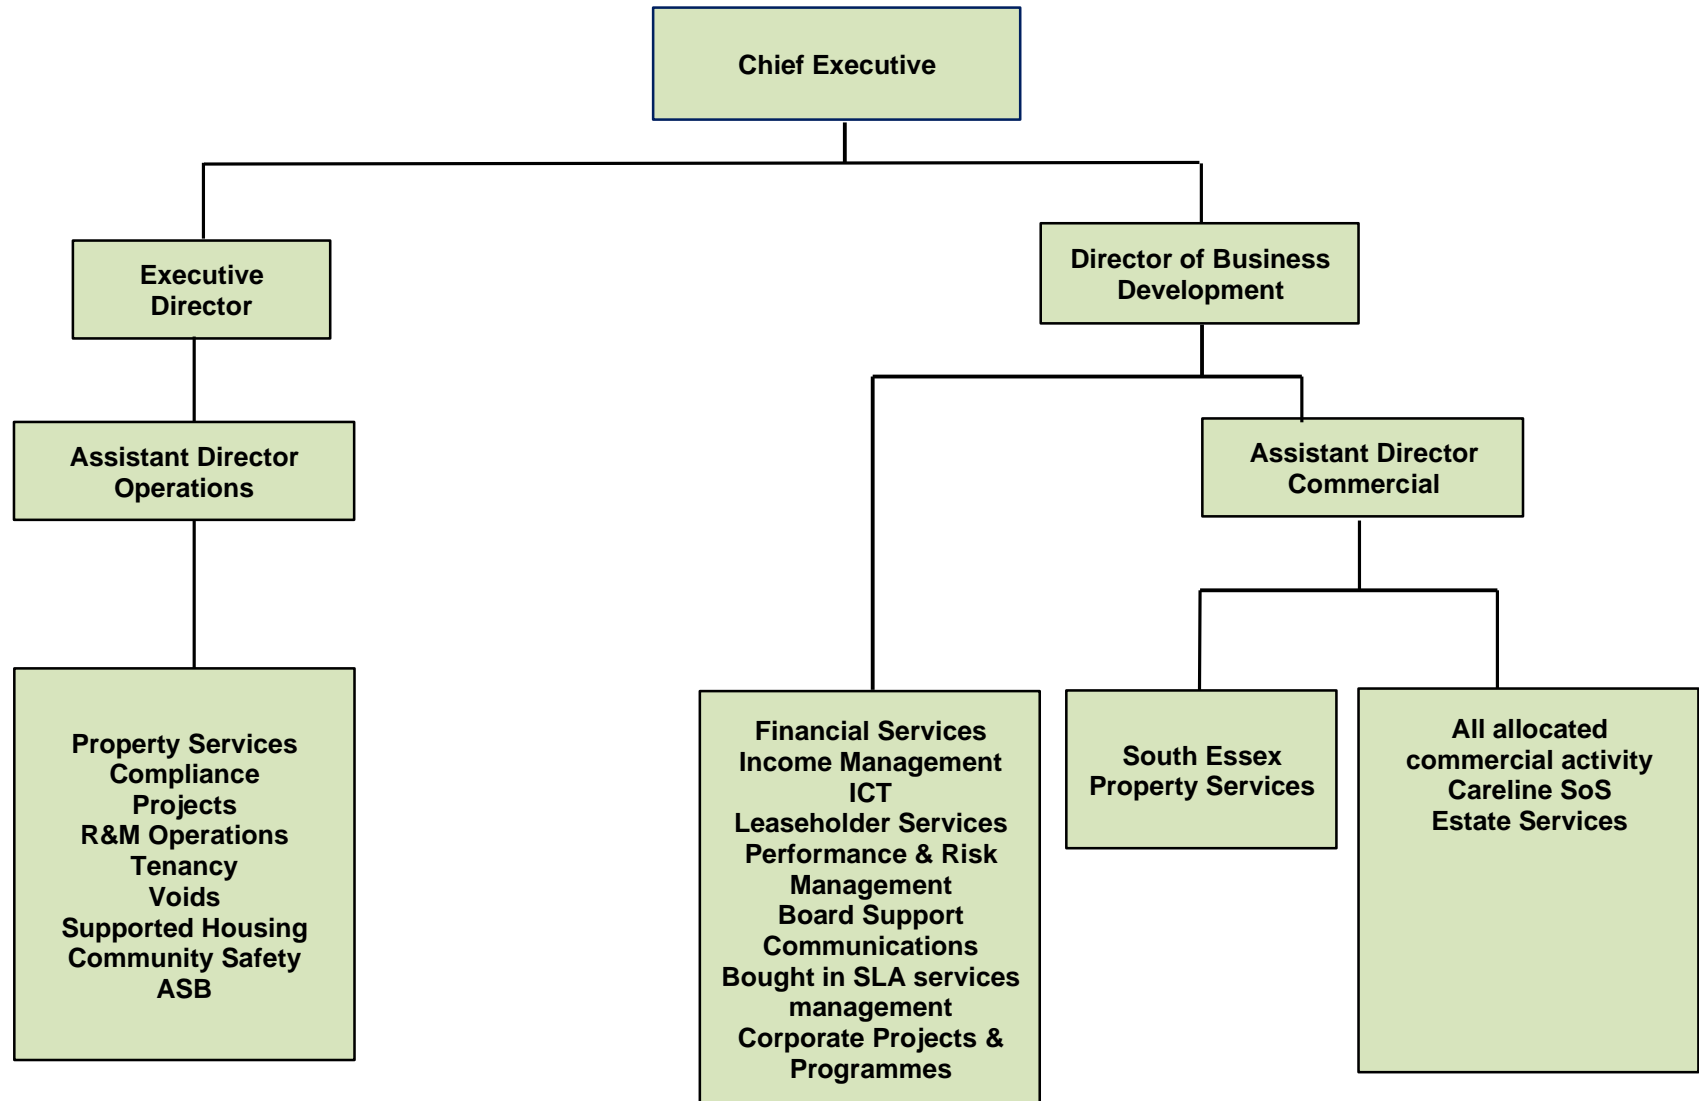 Chief Executive
Executive
Director
Director of Business
Development
Assistant Director
Operations
Assistant Director
Commercial
Property Services
Compliance
Projects
R&M Operations
Tenancy
Voids
Supported Housing
Community Safety
ASB
Financial Services
Income Management
ICT
Leaseholder Services
Performance & Risk
Management
Board Support
Communications
Bought in SLA services
management
Corporate Projects &
Programmes
South Essex
Property Services
All allocated
commercial activity
Careline SoS
Estate Services